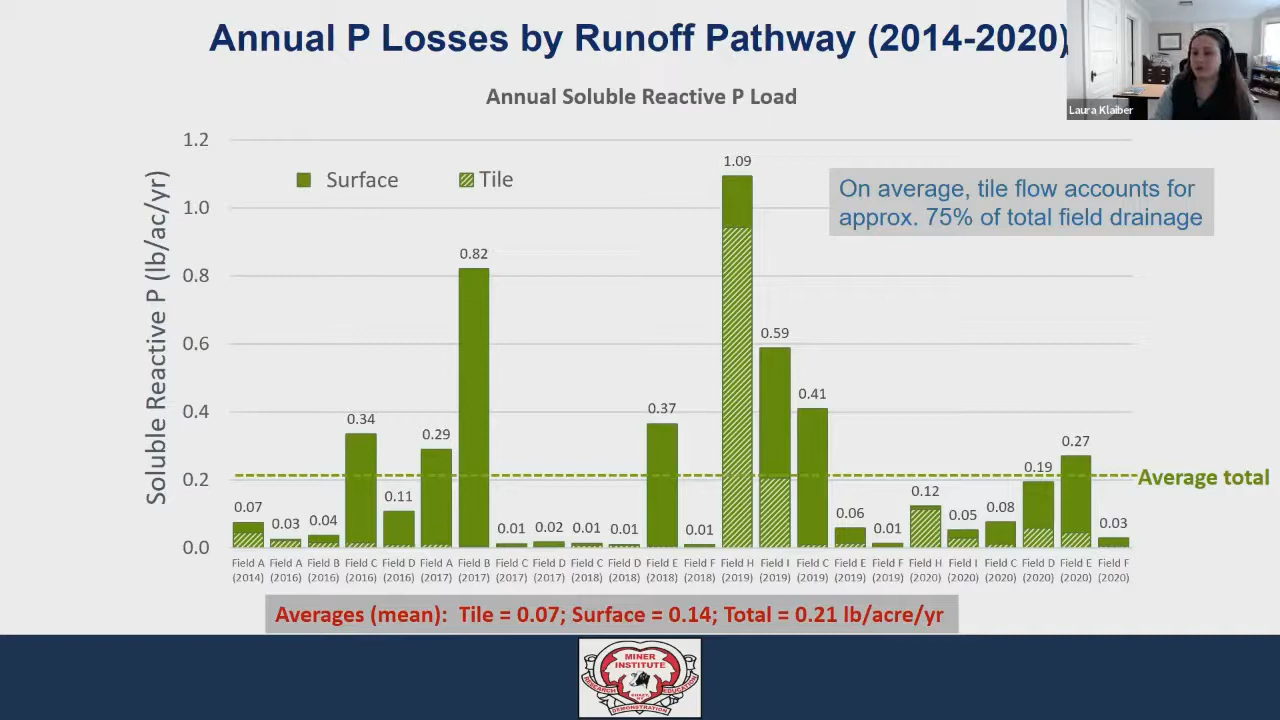 Annual P Losses by Runoff Pathway (2014-2020)
Laura Klaiber
Annual Soluble Reactive P Load
Soluble Reactive P (lb/ac/yr)
1.2
1.0
0.8
0.6
0.4
0.2
0.0
Surface
Tile
On average, tile flow accounts for
approx. 75% of total field drainage
0.07
0.03
0.04
0.34
0.11
0.29
0.82
0.01
0.02
0.01
0.01
0.37
0.01
1.09
0.59
0.41
0.06
0.01
0.12
0.05
0.08
0.19
0.27
0.03
Average total
Field A Field A Field B Field C Field D Field A Field B Field C Field D Field C Field D Field E Field F Field H Field I Field C Field E Field F Field H Field I Field C Field D Field E Field F
(2014) (2016) (2016) (2016) (2016) (2017) (2017) (2017) (2017) (2018) (2018) (2018) (2018) (2019) (2019) (2019) (2019) (2019) (2020) (2020) (2020) (2020) (2020) (2020)
Averages (mean): Tile = 0.07; Surface = 0.14; Total = 0.21 lb/acre/yr
MINER
INSTITUTE
RESEARCH
EDUCATION
DEMONSTRATION